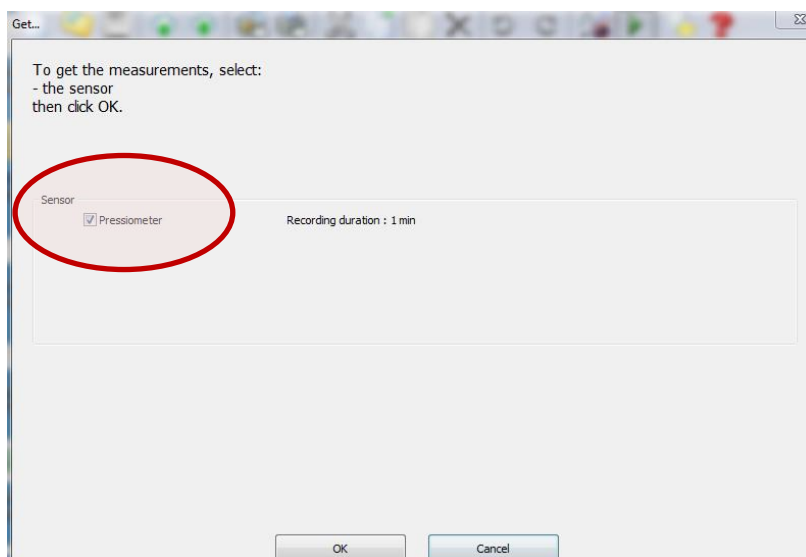 Get...
To get the measurements, select:
- the sensor
then click OK.
Sensor
Pressiometer
Recording duration : 1 min
OK
Cancel